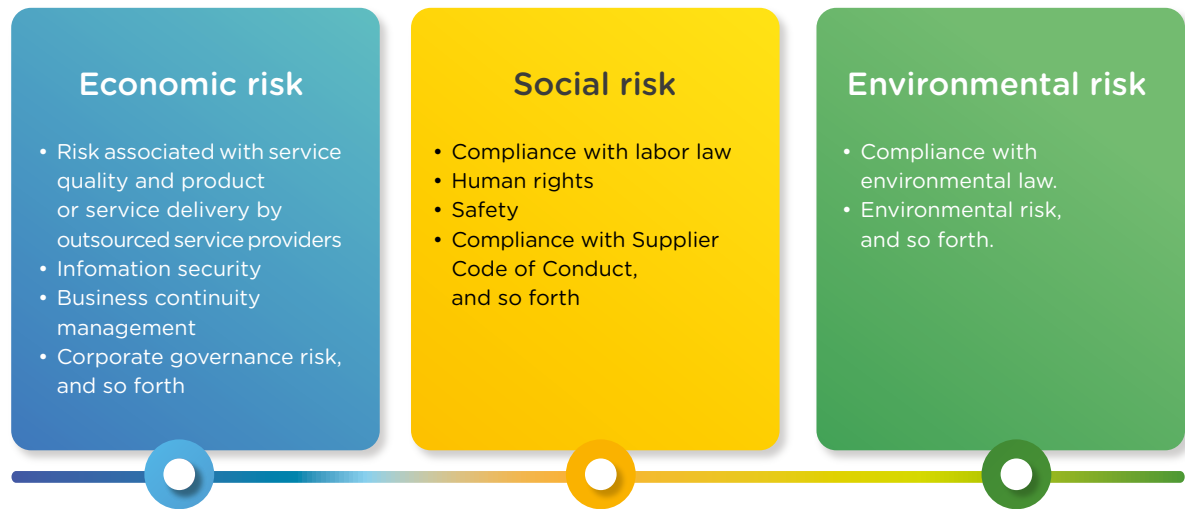 Economic risk
• Risk associated with service
quality and product
or service delivery by
outsourced service providers
• Infomation security
• Business continuity
management
• Corporate governance risk,
and so forth
Social risk
• Compliance with labor law
• Human rights
• Safety
• Compliance with Supplier
Code of Conduct,
and so forth
Environmental risk
• Compliance with
environmental law.
• Environmental risk,
and so forth.